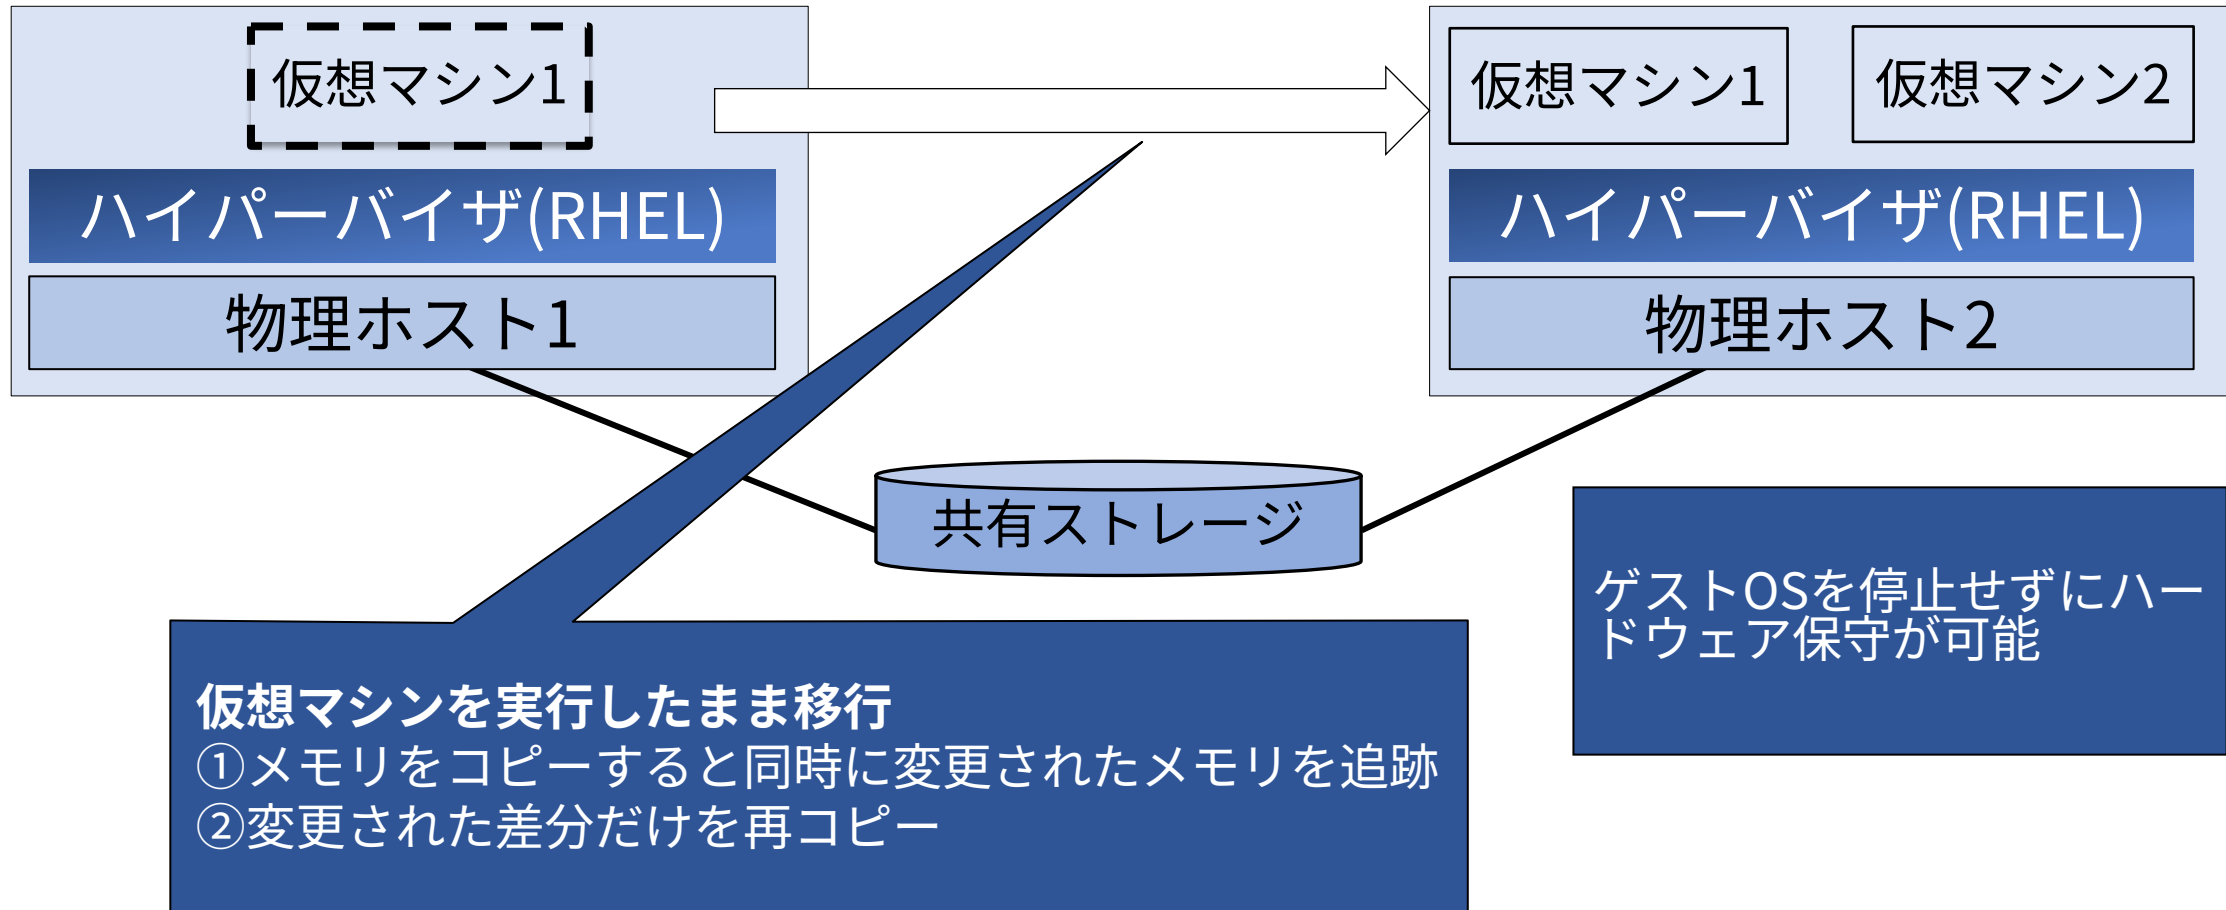 仮想マシン1
ハイパーバイザ(RHEL)
物理ホスト1
仮想マシン1
仮想マシン2
ハイパーバイザ(RHEL)
物理ホスト2
共有ストレージ
ゲストOSを停止せずにハー
ドウェア保守が可能
仮想マシンを実行したまま移行
①メモリをコピーすると同時に変更されたメモリを追跡
②変更された差分だけを再コピー